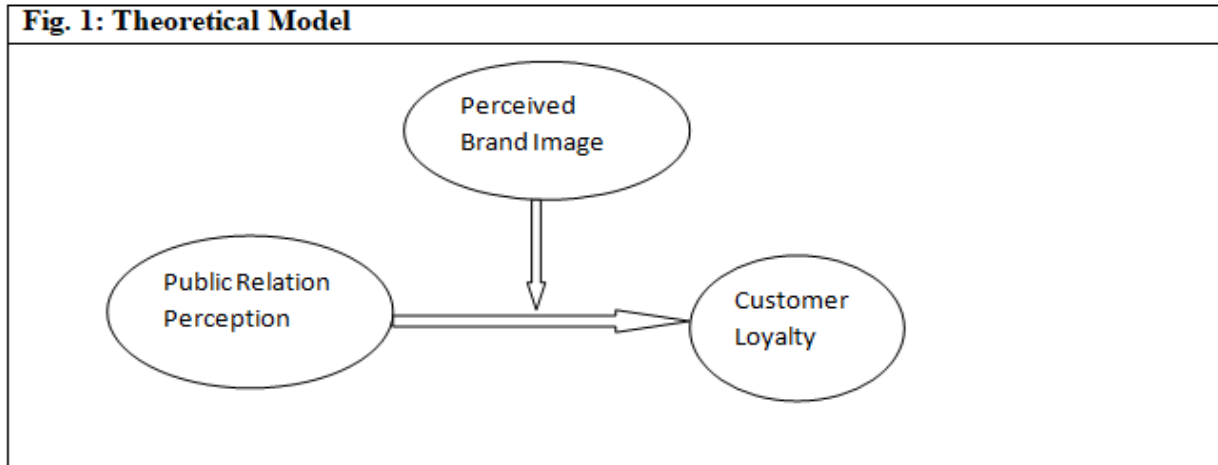 Fig. 1: Theoretical Model
Perceived
Brand Image
Public Relation
Perception
Customer
Loyalty